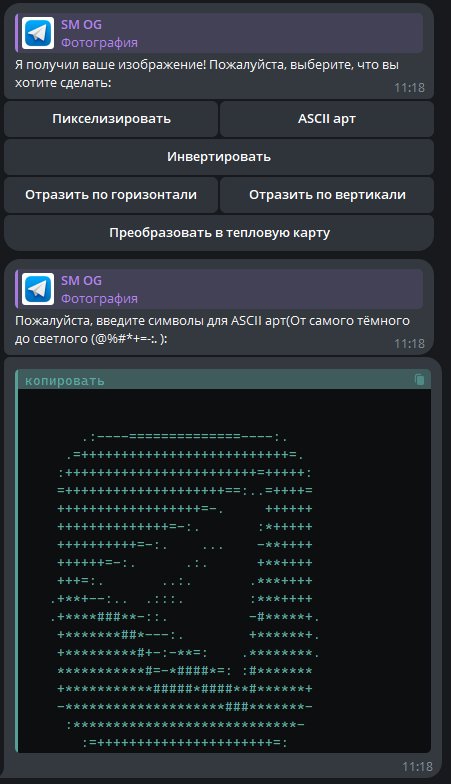 SM OG
Фотография
Я получил ваше изображение! Пожалуйста, выберите, что вы
хотите сделать:
11:18
Пикселизировать
ASCII арт
Инвертировать
Отразить по горизонтали
Отразить по вертикали
Преобразовать в тепловую карту
SM OG
Фотография
Пожалуйста, введите символы для ASCII арт(От самого тёмного
до светлого (@%#*+=-:. ):
11:18
копировать
   .:----==============----:.
 .=+++++++++++++++++++++++++=.
:+++++++++++++++++++++++=+++++:
=++++++++++++++++++++==:..=++++=
++++++++++++++++++=-.     ++++++
++++++++++++++=-:.       :*+++++
++++++++++=-:.    ...    -**++++
++++++=-:.      .:.      +**++++
+++=:.       ..:.       .***++++
.+**+--:..  .:::.        :***++++
.+****###**-::.          -#******+.
+********##*---:.        +*******+.
+*********#+-:-**=:    .********.
***********#=-*####*=: :#*******
+***********#####*####**#******+
-**********************###*******-
:***************************-
:=+++++++++++++++++++++=:
11:18